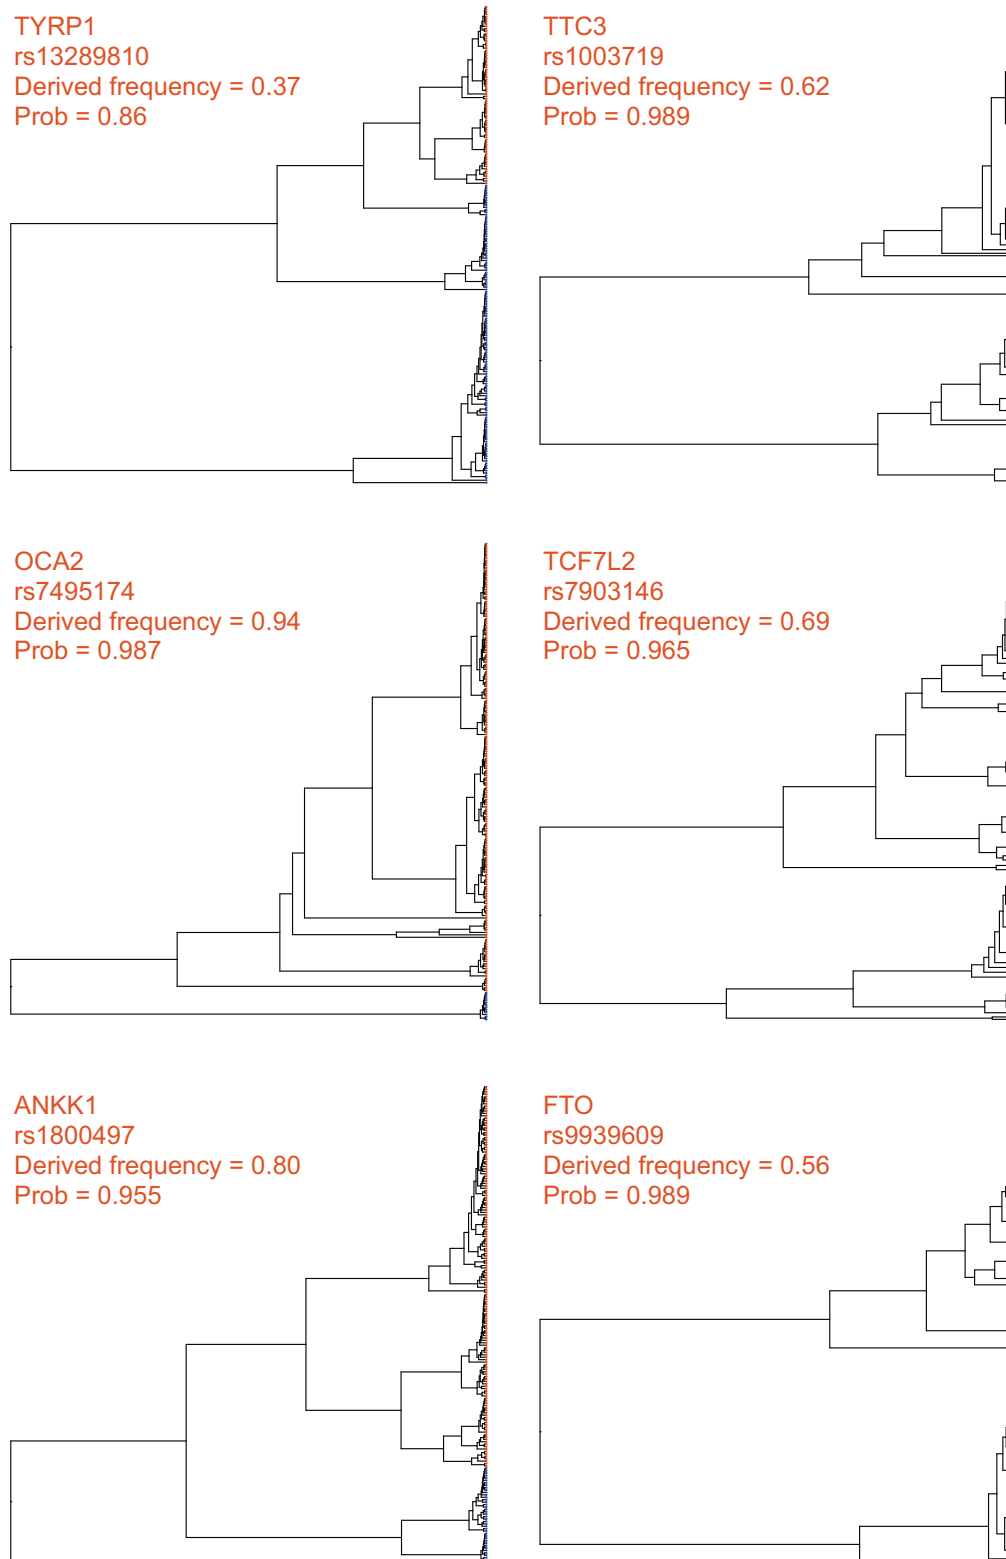 TYRP1
rs13289810
Derived frequency = 0.37
Prob = 0.86
TTC3
rs1003719
Derived frequency = 0.62
Prob = 0.989
OCA2
rs7495174
Derived frequency = 0.94
Prob = 0.987
TCF7L2
rs7903146
Derived frequency = 0.69
Prob = 0.965
ANKK1
rs1800497
Derived frequency = 0.80
Prob = 0.955
FTO
rs9939609
Derived frequency = 0.56
Prob = 0.989